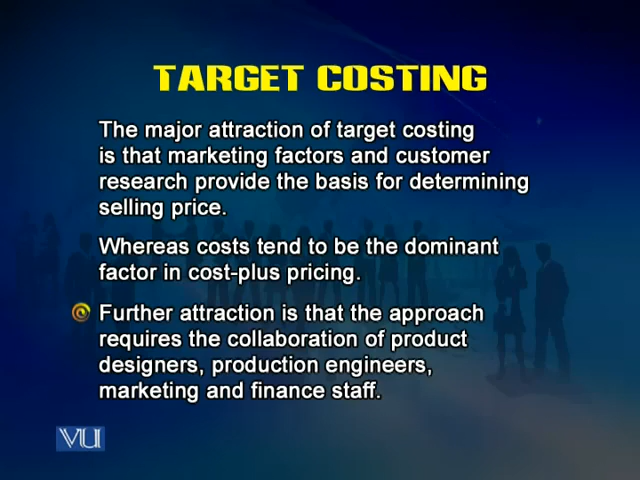 TARGET COSTING
The major attraction of target costing
is that marketing factors and customer
research provide the basis for determining
selling price.
Whereas costs tend to be the dominant
factor in cost-plus pricing.
Further attraction is that the approach
requires the collaboration of product
designers, production engineers,
marketing and finance staff.
VU